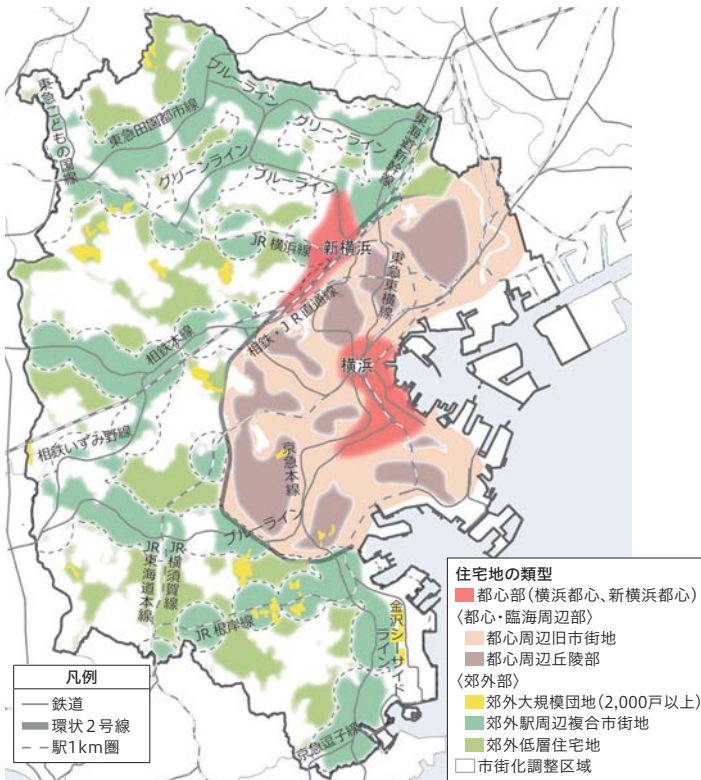 東急こどもの国線
東急田園都市線
ブルーライン
グリーンライン
東海道新幹線
グリーンライン
ブルーライン
JR 横浜線
新横浜
東急東横線
相鉄・JR直通線
相鉄本線
横浜
相鉄いずみ野線
京急本線
ブルーライン
JR東海道本線
JR横須賀線
JR 根岸線
金沢シーサイド
ライン
京急逗子線
凡例
鉄道
環状2号線
駅1km圏
住宅地の類型
都心部(横浜都心、新横浜都心)
〈都心・臨海周辺部〉
都心周辺旧市街地
都心周辺丘陵部
〈郊外部〉
郊外大規模団地(2,000戸以上)
郊外駅周辺複合市街地
郊外低層住宅地
市街化調整区域